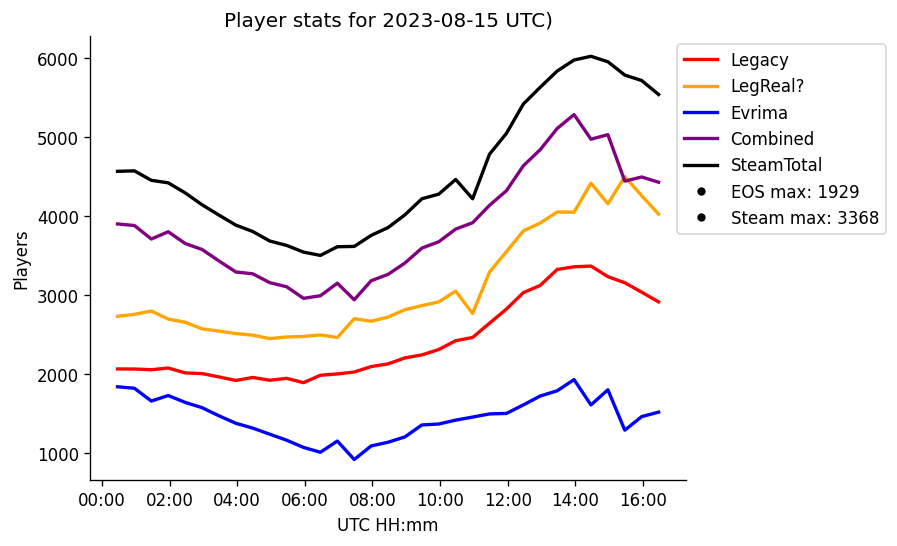 Player stats for 2023-08-15 UTC)
Legacy
LegReal?
Evrima
Combined
SteamTotal
EOS max: 1929
Steam max: 3368
Players
6000
5000
4000
3000
2000
1000
00:00 02:00 04:00 06:00 08:00 10:00 12:00 14:00 16:00
UTC HH:mm